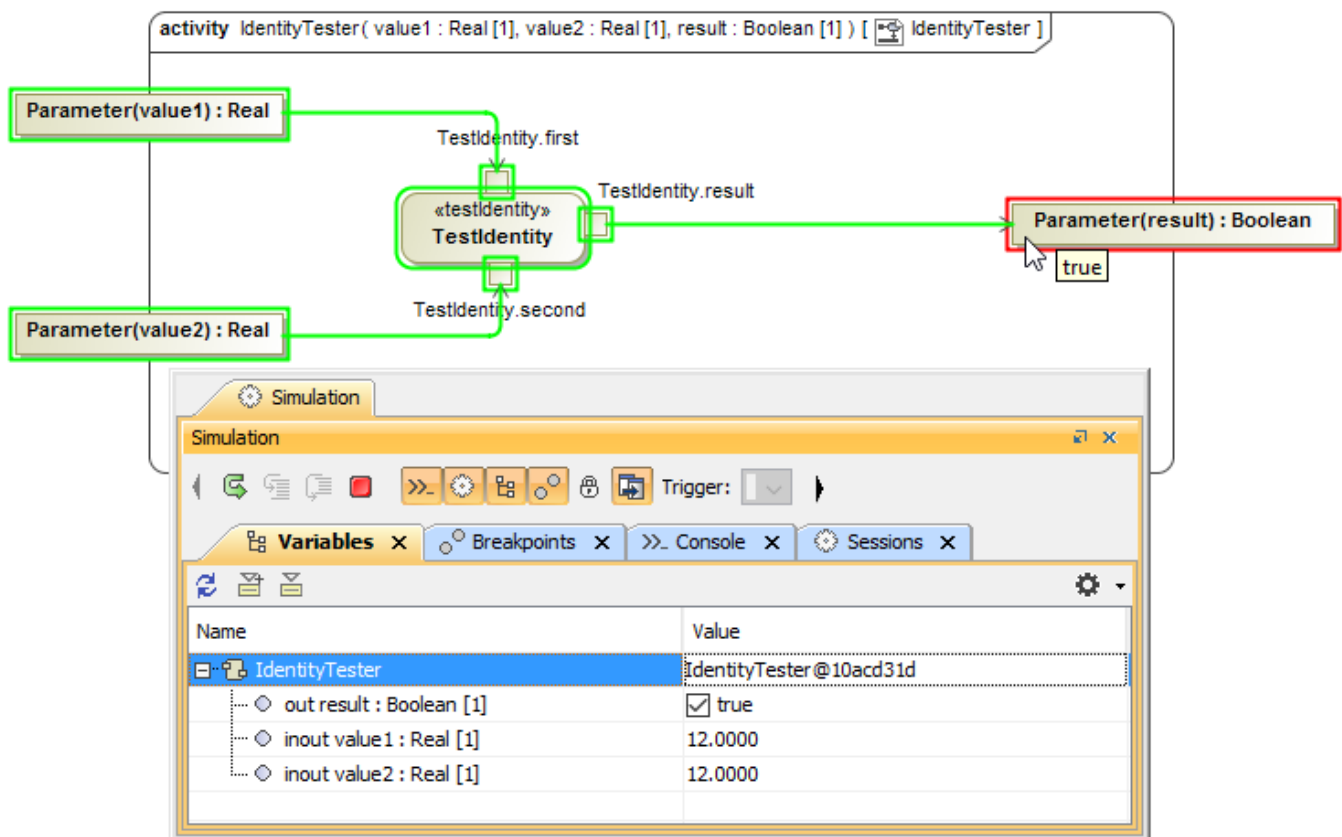 activity IdentityTester( value1 : Real [1], value2 : Real [1], result : Boolean [1] ) [ IdentityTester ]
Parameter(value1) : Real
TestIdentity.first
TestIdentity.result
«testIdentity»
TestIdentity
Parameter(result) : Boolean
true
TestIdentity.second
Parameter(value2) : Real
Simulation
Simulation
Trigger:
Variables
Breakpoints
Console
Sessions
Name Value
IdentityTester IdentityTester@10acd31d
out result : Boolean [1] true
inout value1 : Real [1] 12.0000
inout value2 : Real [1] 12.0000